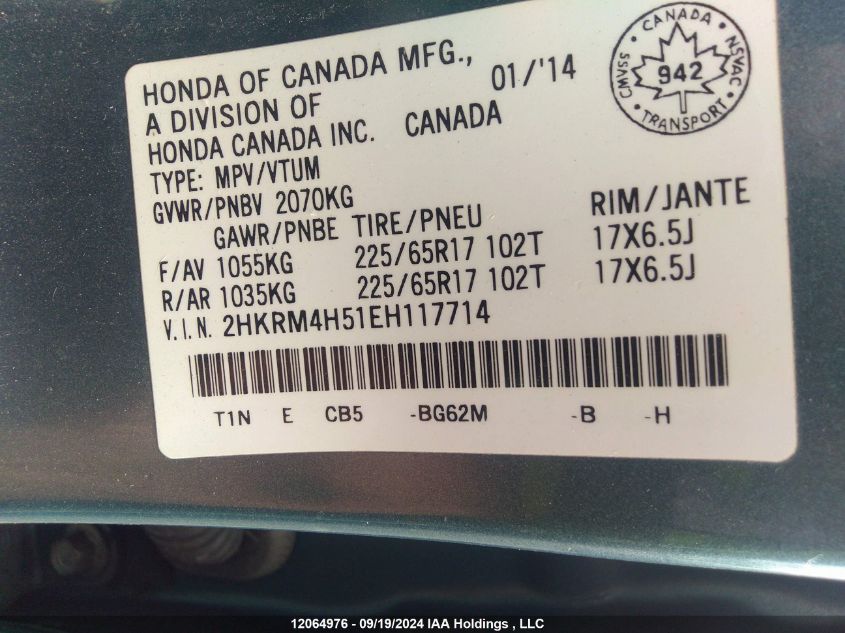 HONDA OF CANADA MFG., 01/'14
A DIVISION OF
HONDA CANADA INC. CANADA
TYPE: MPV/VTUM
GVWR/PNBV 2070KG
GAWR/PNBE TIRE/PNEU RIM/JANTE
F/AV 1055KG 225/65R17 102T 17X6.5J
R/AR 1035KG 225/65R17 102T 17X6.5J
V.I.N. 2HKRM4H51EH117714
T1N E CB5 -BG62M -B -H
CANADA
CMVSS 942 NSVAC
TRANSPORT
12064976 - 09/19/2024 IAA Holdings , LLC